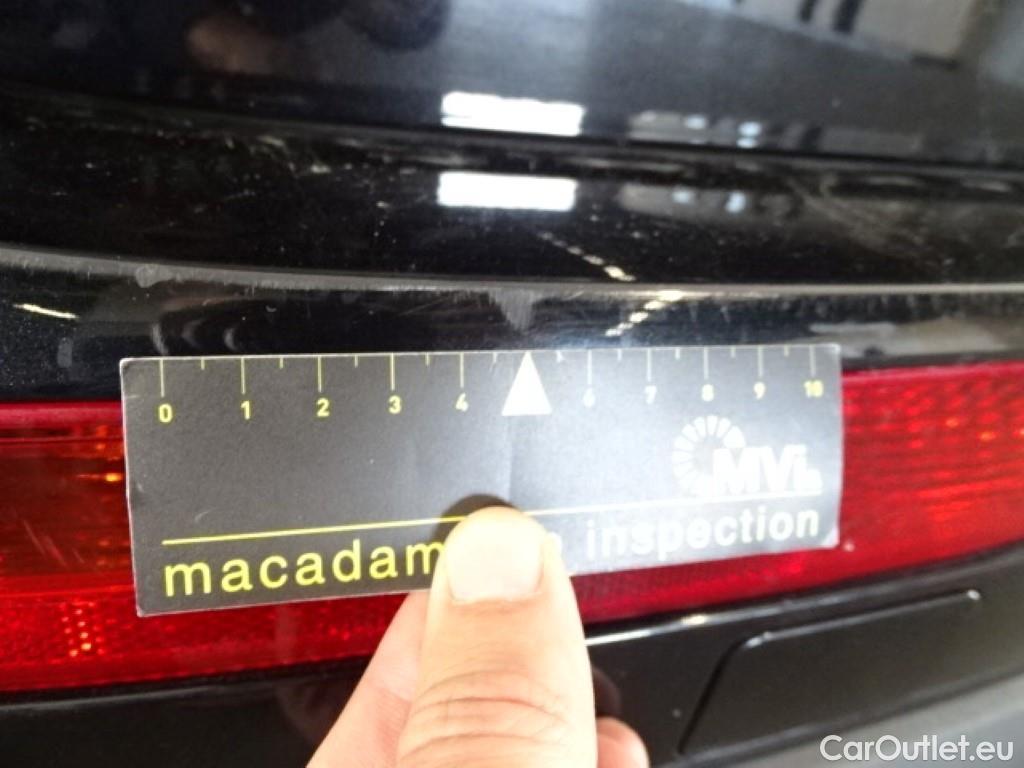 0 1 2 3 4 6 7 8 9 10
MVi
macadam inspection
CarOutlet.eu